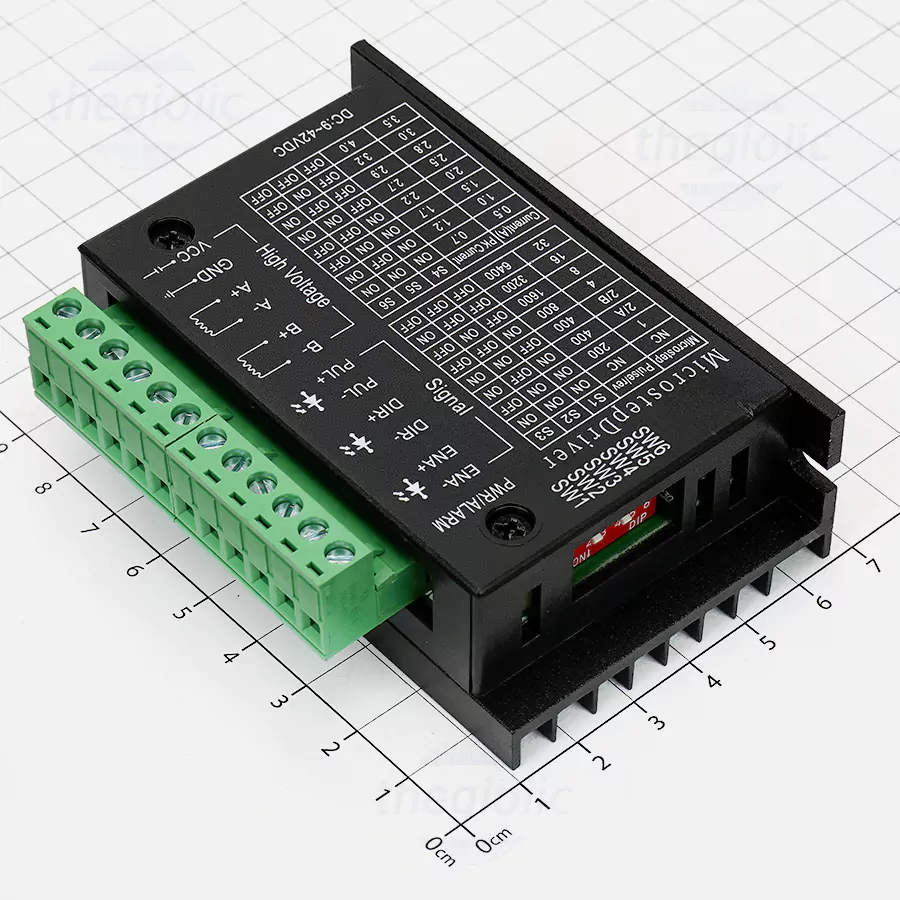 MicrostepDriver
Microstep Pulse/rev S1 S2 S3
NC NC ON ON ON
1 200 ON ON OFF
2/A 400 ON OFF ON
2/B 400 OFF ON ON
4 800 ON OFF OFF
8 1600 OFF ON OFF
16 3200 OFF OFF ON
32 6400 OFF OFF OFF
Current(A) PK Current S4 S5 S6
0.5 0.7 ON ON ON
1.0 1.2 ON OFF ON
1.5 1.7 ON ON OFF
2.0 2.2 ON OFF OFF
2.5 2.7 OFF ON ON
2.8 2.9 OFF OFF ON
3.0 3.2 OFF ON OFF
3.5 4.0 OFF OFF OFF
DC:9~42VDC
High Voltage
VCC
GND
A+
A-
B+
B-
Signal
PUL+
PUL-
DIR+
DIR-
ENA+
ENA-
PWR/ALARM
SW1
SW2
SW3
SW4
SW5
SW6
ON DIP
thegioiic
thegioiic
thegioiic
0cm 1 2 3 4 5 6 7 8 9
0cm 1 2 3 4 5 6 7